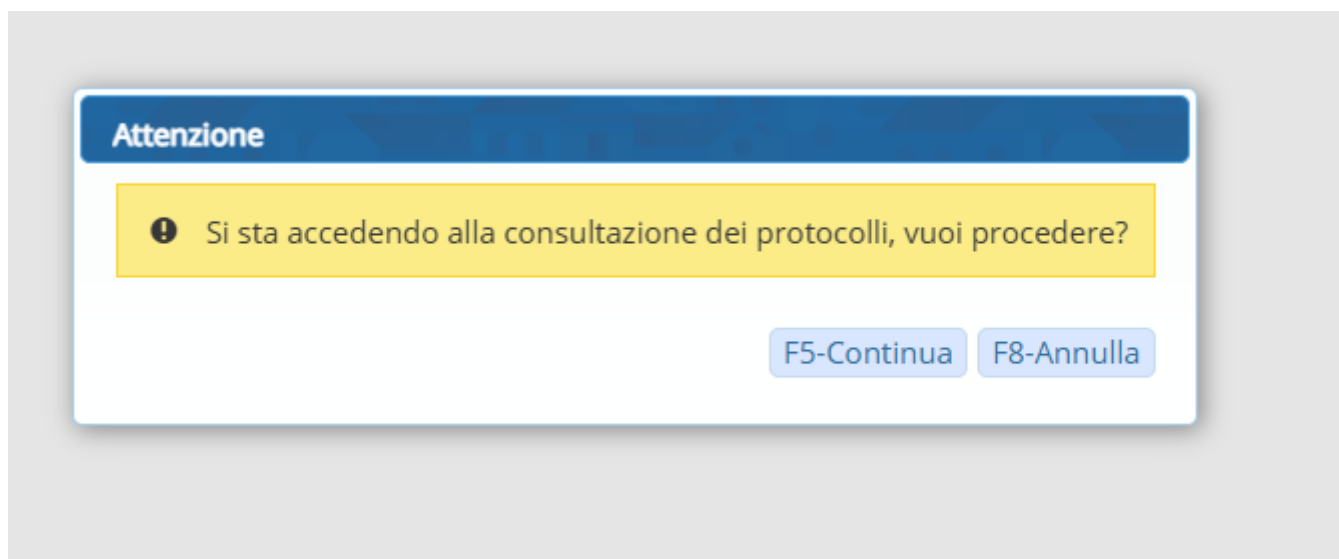 Attenzione
Si sta accedendo alla consultazione dei protocolli, vuoi procedere?
F5-Continua F8-Annulla